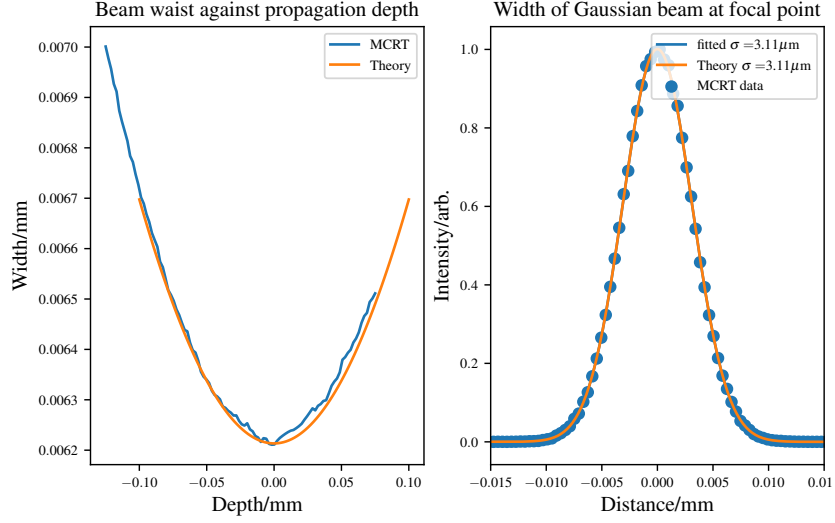 Beam waist against propagation depth
0.0070
0.0069
0.0068
0.0067
0.0066
0.0065
0.0064
0.0063
0.0062
Width/mm
MCRT
Theory
−0.10
−0.05
0.00
0.05
0.10
Depth/mm
Width of Gaussian beam at focal point
1.0
0.8
0.6
0.4
0.2
0.0
Intensity/arb.
fitted σ =3.11μm
Theory σ =3.11μm
MCRT data
−0.015
−0.010
−0.005
0.000
0.005
0.010
0.01
Distance/mm